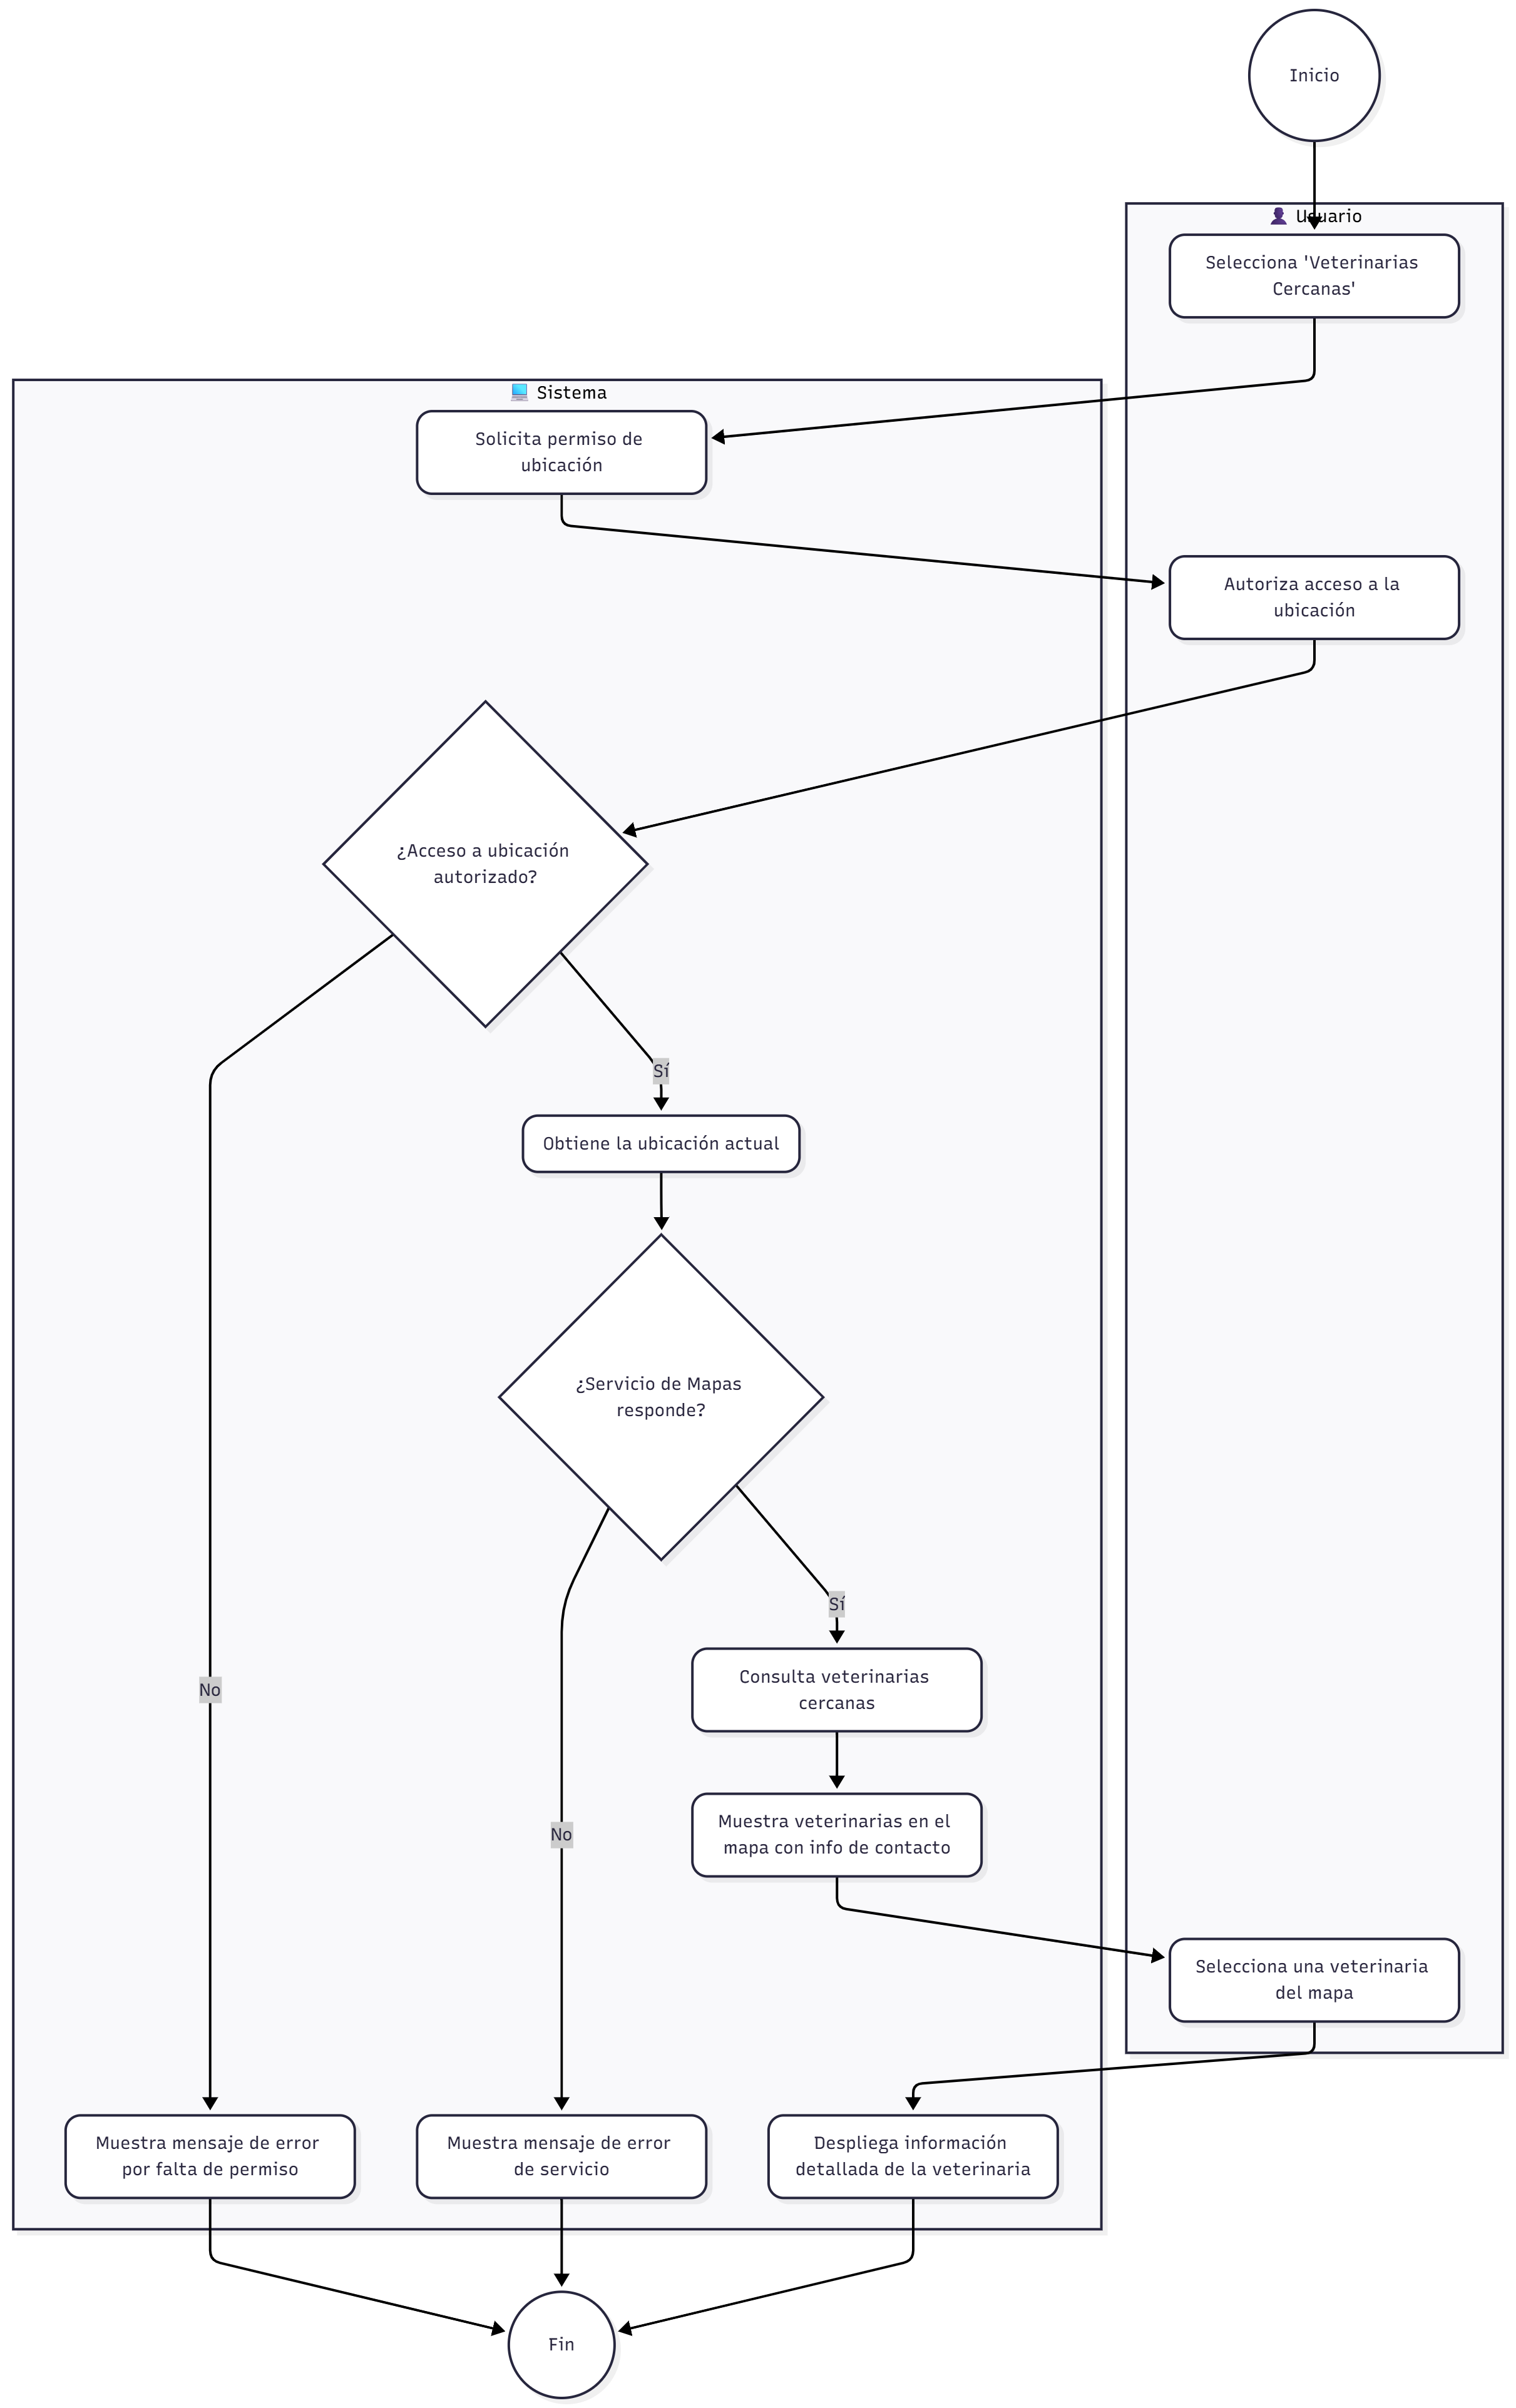 Inicio
Usuario
Selecciona 'Veterinarias
Cercanas'
Sistema
Solicita permiso de
ubicación
Autoriza acceso a la
ubicación
¿Acceso a ubicación
autorizado?
Sí
Obtiene la ubicación actual
¿Servicio de Mapas
responde?
Sí
Consulta veterinarias
cercanas
No
Muestra veterinarias en el
mapa con info de contacto
No
Selecciona una veterinaria
del mapa
Muestra mensaje de error
por falta de permiso
Muestra mensaje de error
de servicio
Despliega información
detallada de la veterinaria
Fin